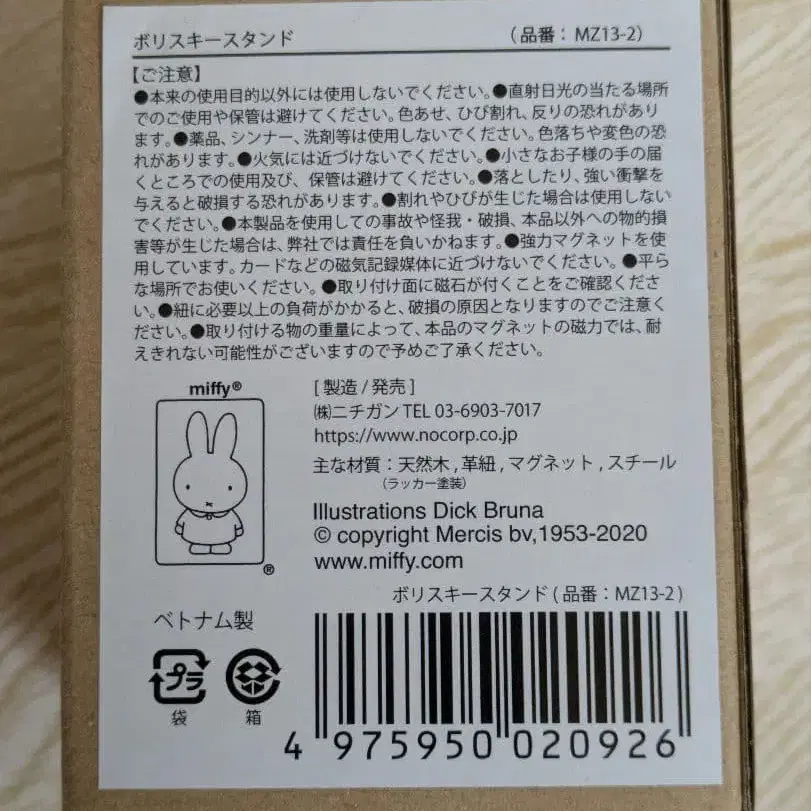 ボリスキースタンド （品番：MZ13-2）
【ご注意】
●本来の使用目的以外には使用しないでください。●直射日光の当たる場所
でのご使用や保管は避けてください。色あせ、ひび割れ、反りの恐れがあり
ます。●薬品、シンナー、洗剤等は使用しないでください。色落ちや変色の恐
れがあります。●火気には近づけないでください。●小さなお子様の手の届
くところでの使用及び、保管は避けてください。●落としたり、強い衝撃を
与えると破損する恐れがあります。●割れやひびが生じた場合は使用しない
でください。●本製品を使用しての事故や怪我・破損、本品以外への物的損
害等が生じた場合は、弊社では責任を負いかねます。●強力マグネットを使
用しています。カードなどの磁気記録媒体に近づけないでください。●平ら
な場所でお使いください。●取り付け面に磁石が付くことをご確認くださ
い。●紐に必要以上の負荷がかかると、破損の原因となりますのでご注意く
ださい。●取り付ける物の重量によって、本品のマグネットの磁力では、耐
えきれない可能性がございますので予めご了承ください。
miffy®
®
[ 製造 / 発売 ]
㈱ニチガン TEL 03-6903-7017
https://www.nocorp.co.jp
主な材質：天然木 , 革紐 , マグネット , スチール
（ラッカー塗装）
Illustrations Dick Bruna
© copyright Mercis bv,1953-2020
www.miffy.com
ボリスキースタンド ( 品番：MZ13-2 )
ベトナム製
プラ
袋 箱
4 975950 020926